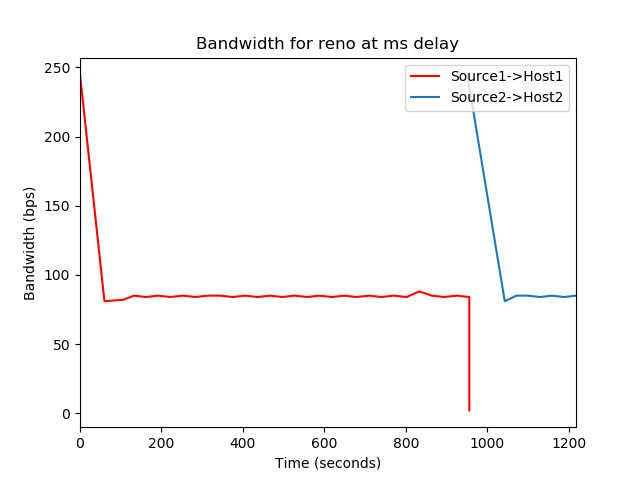 Bandwidth for reno at ms delay
Source1->Host1
Source2->Host2
250
200
150
100
50
0
Bandwidth (bps)
0 200 400 600 800 1000 1200
Time (seconds)